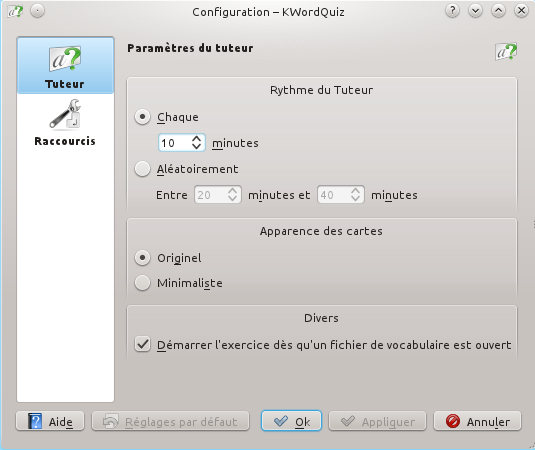 Configuration – KWordQuiz
Tuteur
Raccourcis
Paramètres du tuteur
Rythme du Tuteur
Chaque
10 minutes
Aléatoirement
Entre 20 minutes et 40 minutes
Apparence des cartes
Originel
Minimaliste
Divers
Démarrer l'exercice dès qu'un fichier de vocabulaire est ouvert
Aide Réglages par défaut Ok Appliquer Annuler